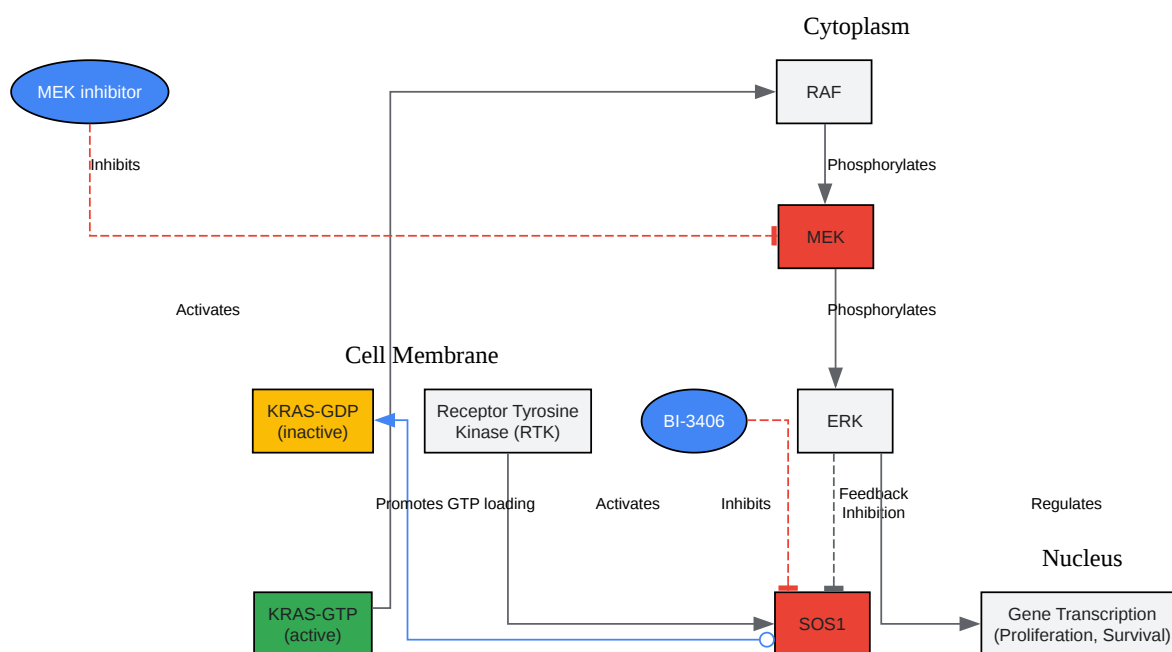 Cytoplasm
MEK inhibitor
RAF
Inhibits
Phosphorylates
MEK
Activates
Phosphorylates
Cell Membrane
KRAS-GDP
(inactive)
Receptor Tyrosine
Kinase (RTK)
BI-3406
ERK
Promotes GTP loading
Activates
Inhibits
Feedback
Inhibition
Regulates
Nucleus
KRAS-GTP
(active)
SOS1
Gene Transcription
(Proliferation, Survival)